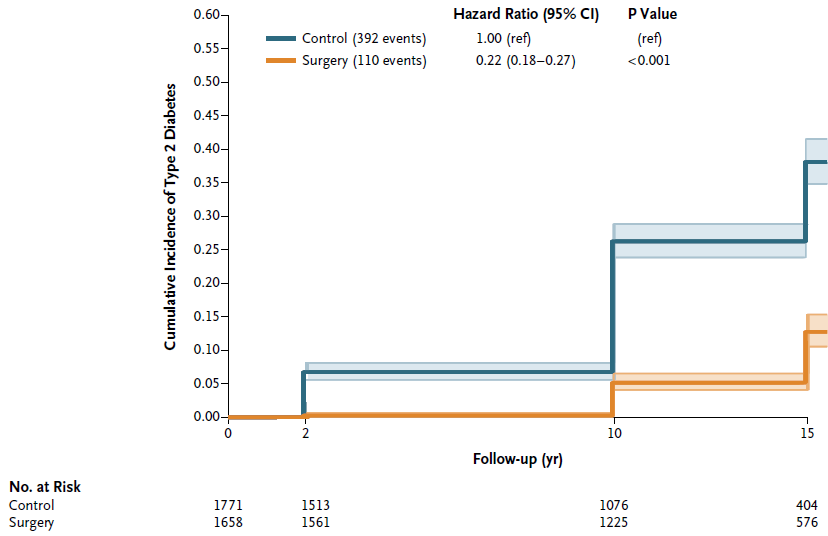 Hazard Ratio (95% CI) P Value
Control (392 events) 1.00 (ref) (ref)
Surgery (110 events) 0.22 (0.18–0.27) <0.001
Cumulative Incidence of Type 2 Diabetes
0.60
0.55
0.50
0.45
0.40
0.35
0.30
0.25
0.20
0.15
0.10
0.05
0.00
0 2 10 15
Follow-up (yr)
No. at Risk
Control 1771 1513 1076 404
Surgery 1658 1561 1225 576